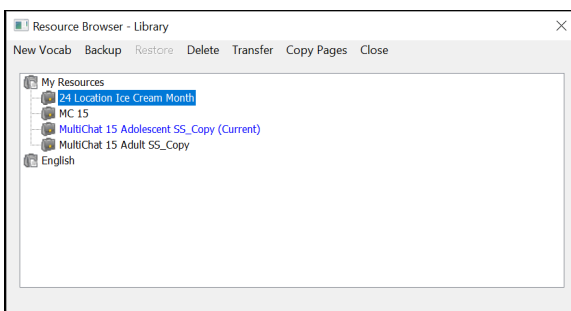 Resource Browser - Library
New Vocab Backup Restore Delete Transfer Copy Pages Close
My Resources
24 Location Ice Cream Month
MC 15
MultiChat 15 Adolescent SS_Copy (Current)
MultiChat 15 Adult SS_Copy
English